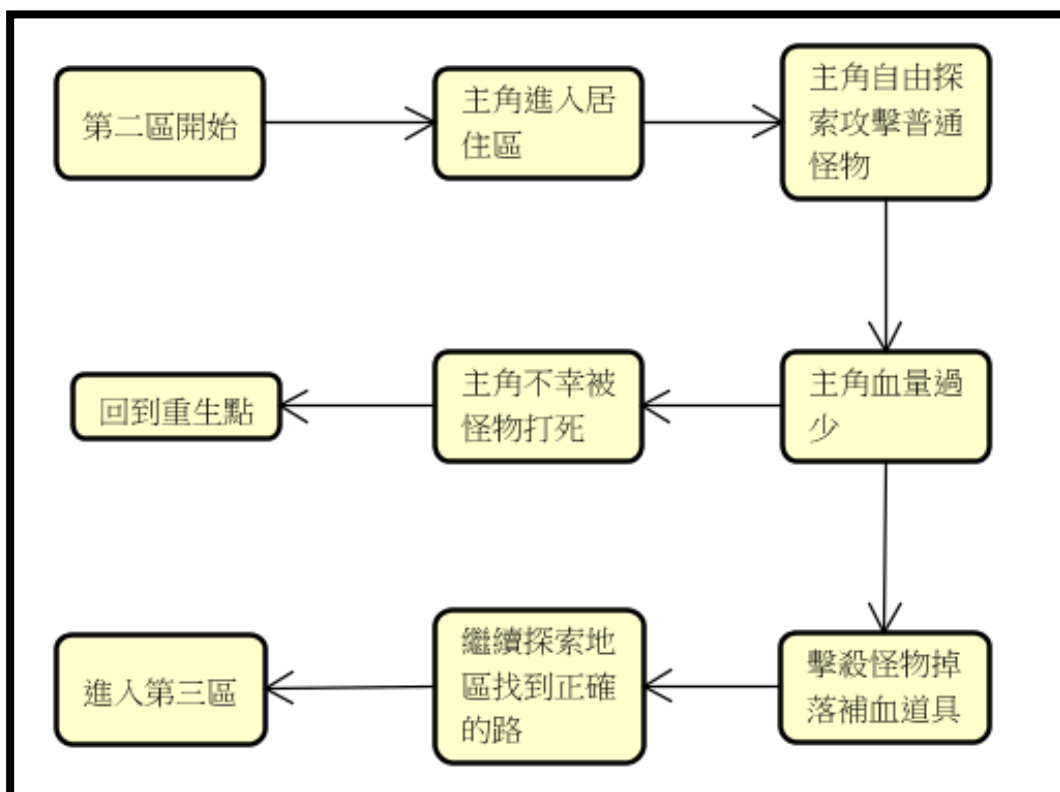 第二區開始
主角進入居
住區
主角自由探
索攻擊普通
怪物
主角血量過
少
主角不幸被
怪物打死
回到重生點
擊殺怪物掉
落補血道具
繼續探索地
區找到正確
的路
進入第三區